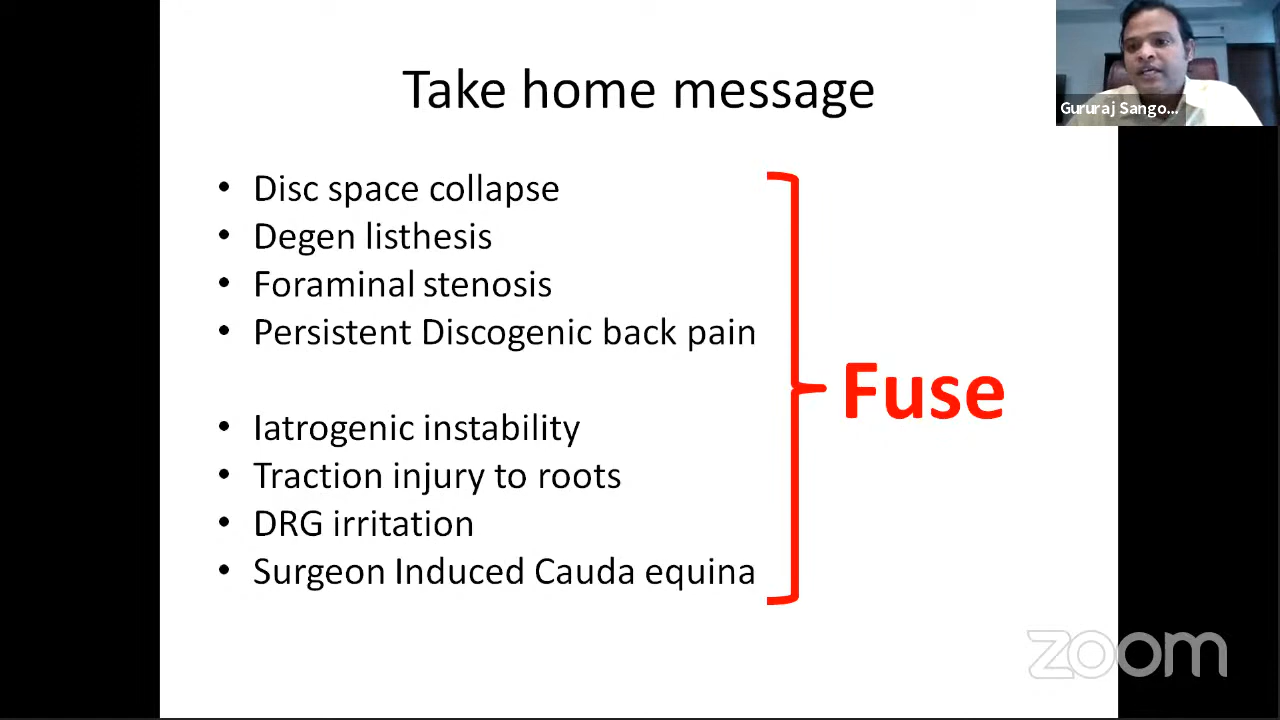 Take home message
Gururaj Sango...
• Disc space collapse
• Degen listhesis
• Foraminal stenosis
• Persistent Discogenic back pain
• Iatrogenic instability
• Traction injury to roots
• DRG irritation
• Surgeon Induced Cauda equina
Fuse
zoom